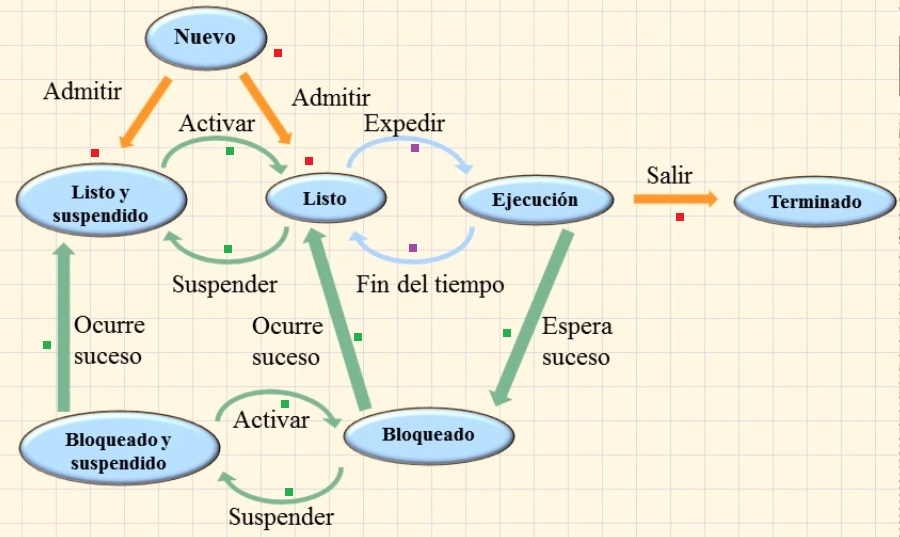 Nuevo
Admitir
Admitir
Activar
Expedir
Listo y
suspendido
Listo
Ejecución
Salir
Terminado
Suspender
Fin del tiempo
Ocurre
suceso
Ocurre
suceso
Espera
suceso
Activar
Bloqueado y
suspendido
Bloqueado
Suspender